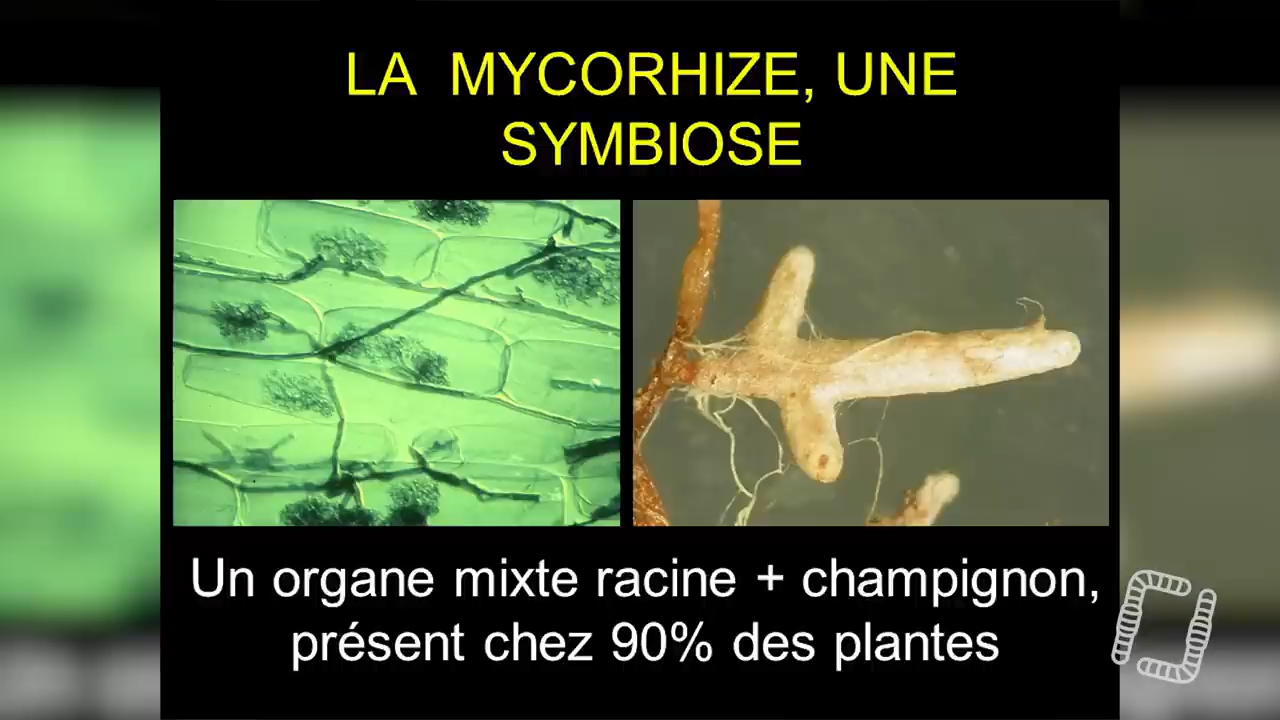 LA MYCORHIZE, UNE
SYMBIOSE
Un organe mixte racine + champignon,
présent chez 90% des plantes